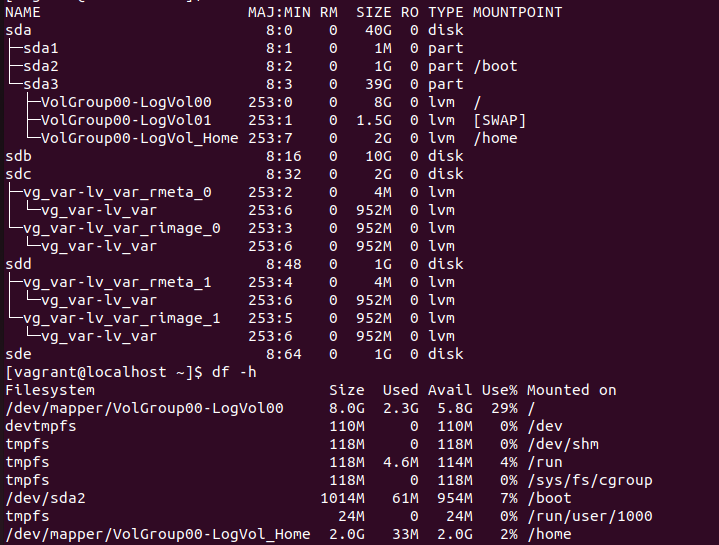 NAME MAJ:MIN RM SIZE RO TYPE MOUNTPOINT
sda 8:0 0 40G 0 disk
├─sda1 8:1 0 1M 0 part
├─sda2 8:2 0 1G 0 part /boot
└─sda3 8:3 0 39G 0 part
├─VolGroup00-LogVol00 253:0 0 8G 0 lvm /
├─VolGroup00-LogVol01 253:1 0 1.5G 0 lvm [SWAP]
└─VolGroup00-LogVol_Home 253:7 0 2G 0 lvm /home
sdb 8:16 0 10G 0 disk
sdc 8:32 0 2G 0 disk
├─vg_var-lv_var_rmeta_0 253:2 0 4M 0 lvm
│ └─vg_var-lv_var 253:6 0 952M 0 lvm
└─vg_var-lv_var_rimage_0 253:3 0 952M 0 lvm
└─vg_var-lv_var 253:6 0 952M 0 lvm
sdd 8:48 0 1G 0 disk
├─vg_var-lv_var_rmeta_1 253:4 0 4M 0 lvm
│ └─vg_var-lv_var 253:6 0 952M 0 lvm
└─vg_var-lv_var_rimage_1 253:5 0 952M 0 lvm
└─vg_var-lv_var 253:6 0 952M 0 lvm
sde 8:64 0 1G 0 disk
[vagrant@localhost ~]$ df -h
Filesystem Size Used Avail Use% Mounted on
/dev/mapper/VolGroup00-LogVol00 8.0G 2.3G 5.8G 29% /
devtmpfs 110M 0 110M 0% /dev
tmpfs 118M 0 118M 0% /dev/shm
tmpfs 118M 4.6M 114M 4% /run
tmpfs 118M 0 118M 0% /sys/fs/cgroup
/dev/sda2 1014M 61M 954M 7% /boot
tmpfs 24M 0 24M 0% /run/user/1000
/dev/mapper/VolGroup00-LogVol_Home 2.0G 33M 2.0G 2% /home